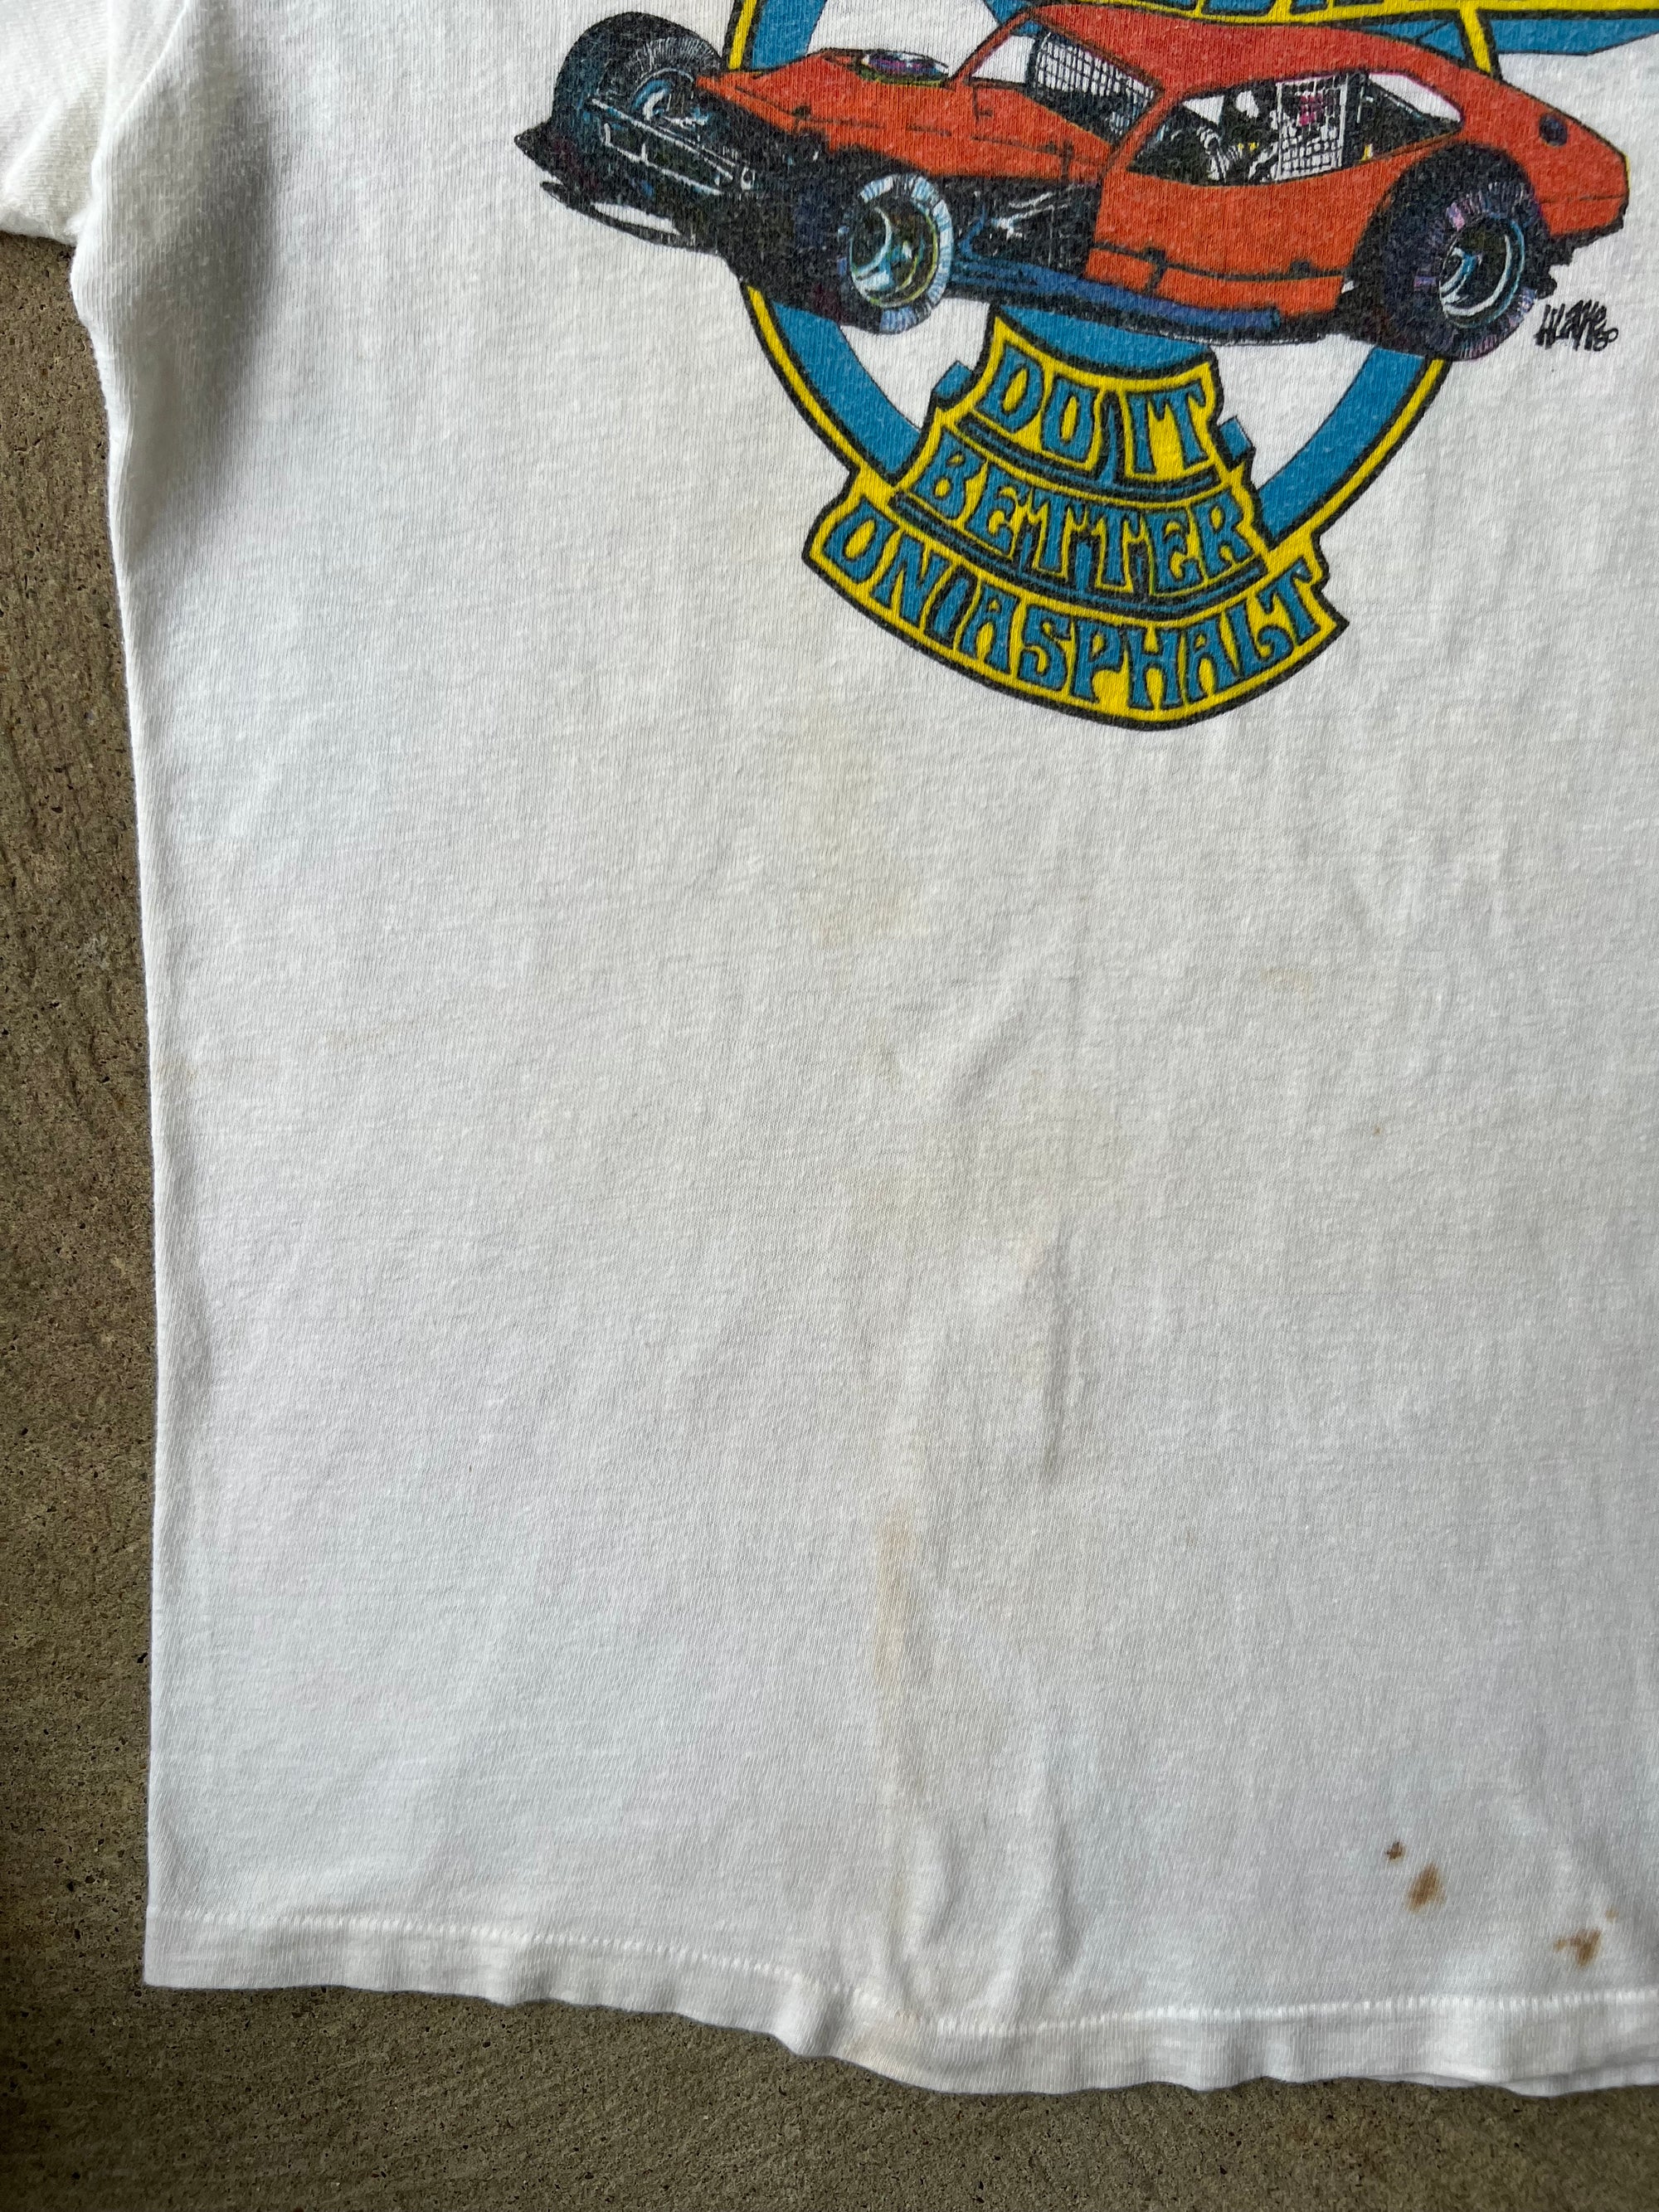 DO IT
BETTER
ON ASPHALT